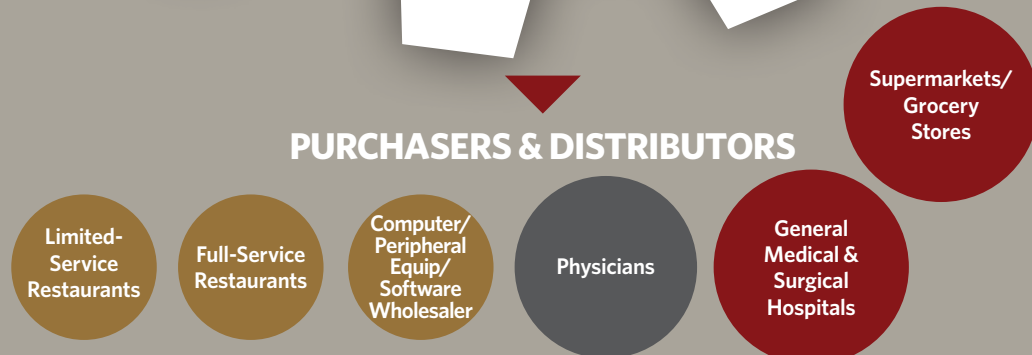 Supermarkets/
Grocery
Stores
PURCHASERS & DISTRIBUTORS
Limited-
Service
Restaurants
Full-Service
Restaurants
Computer/
Peripheral
Equip/
Software
Wholesaler
Physicians
General
Medical &
Surgical
Hospitals